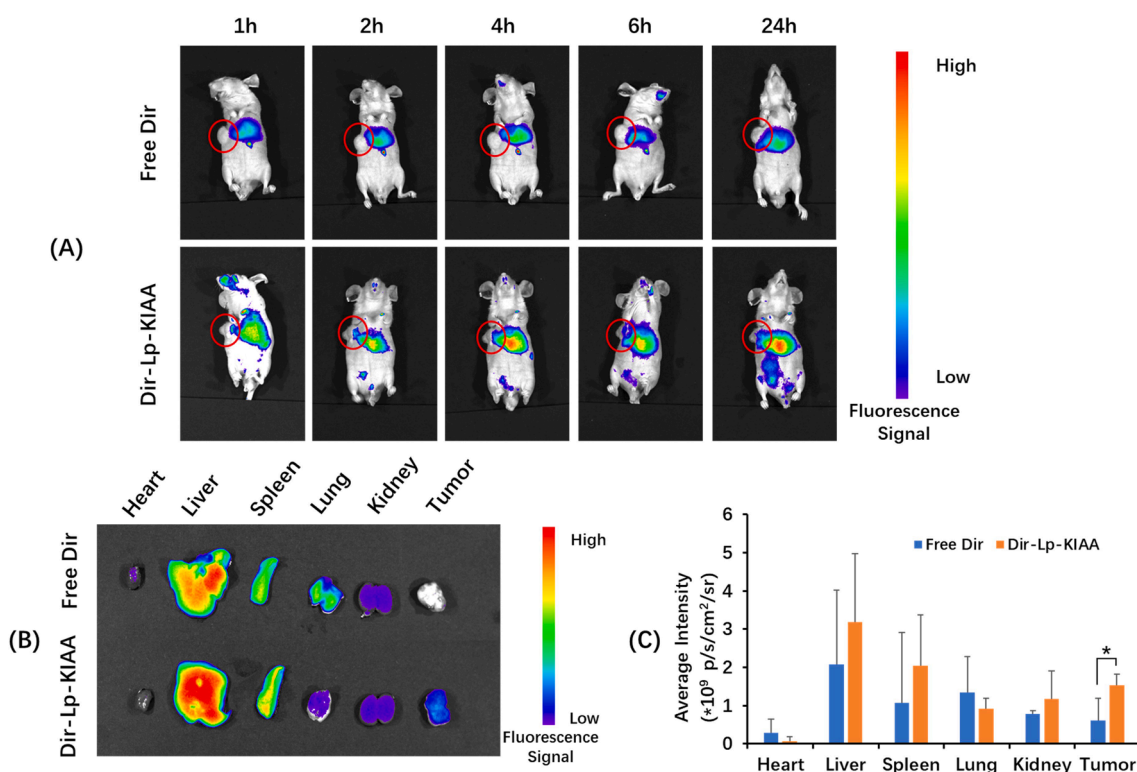 1h 2h 4h 6h 24h
Free Dir
Dir-Lp-KIAA
(A)
High
Low
Fluorescence
Signal
Heart Liver Spleen Lung Kidney Tumor
Free Dir
Dir-Lp-KIAA
(B)
High
Low
Fluorescence
Signal
(C)
Average Intensity
(*10⁹ p/s/cm²/sr)
6
5
4
3
2
1
0
Free Dir Dir-Lp-KIAA
*
Heart Liver Spleen Lung Kidney Tumor